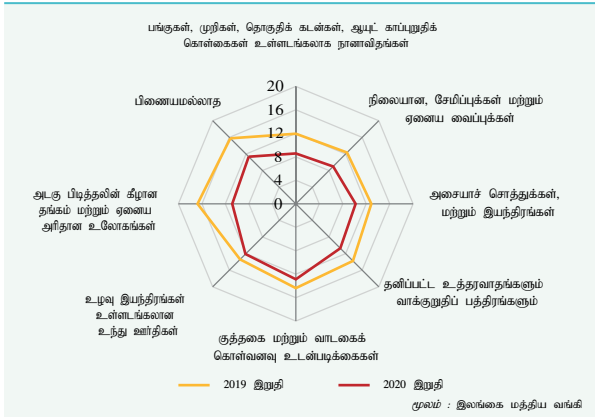 பங்குகள், முறிகள், தொகுதிக் கடன்கள், ஆயுட் காப்புறுதிக்
கொள்கைகள் உள்ளடங்கலாக நானாவிதங்கள்
பிணையமல்லாத
நிலையான, சேமிப்புக்கள் மற்றும்
ஏனைய வைப்புக்கள்
அடகு பிடித்தலின் கீழான
தங்கம் மற்றும் ஏனைய
அரிதான உலோகங்கள்
அசையாச் சொத்துக்கள்,
மற்றும் இயந்திரங்கள்
உழவு இயந்திரங்கள்
உள்ளடங்கலான
உந்து ஊர்திகள்
தனிப்பட்ட உத்தரவாதங்களும்
வாக்குறுதிப் பத்திரங்களும்
குத்தகை மற்றும் வாடகைக்
கொள்வனவு உடன்படிக்கைகள்
20
16
12
8
4
0
2019 இறுதி
2020 இறுதி
மூலம் : இலங்கை மத்திய வங்கி